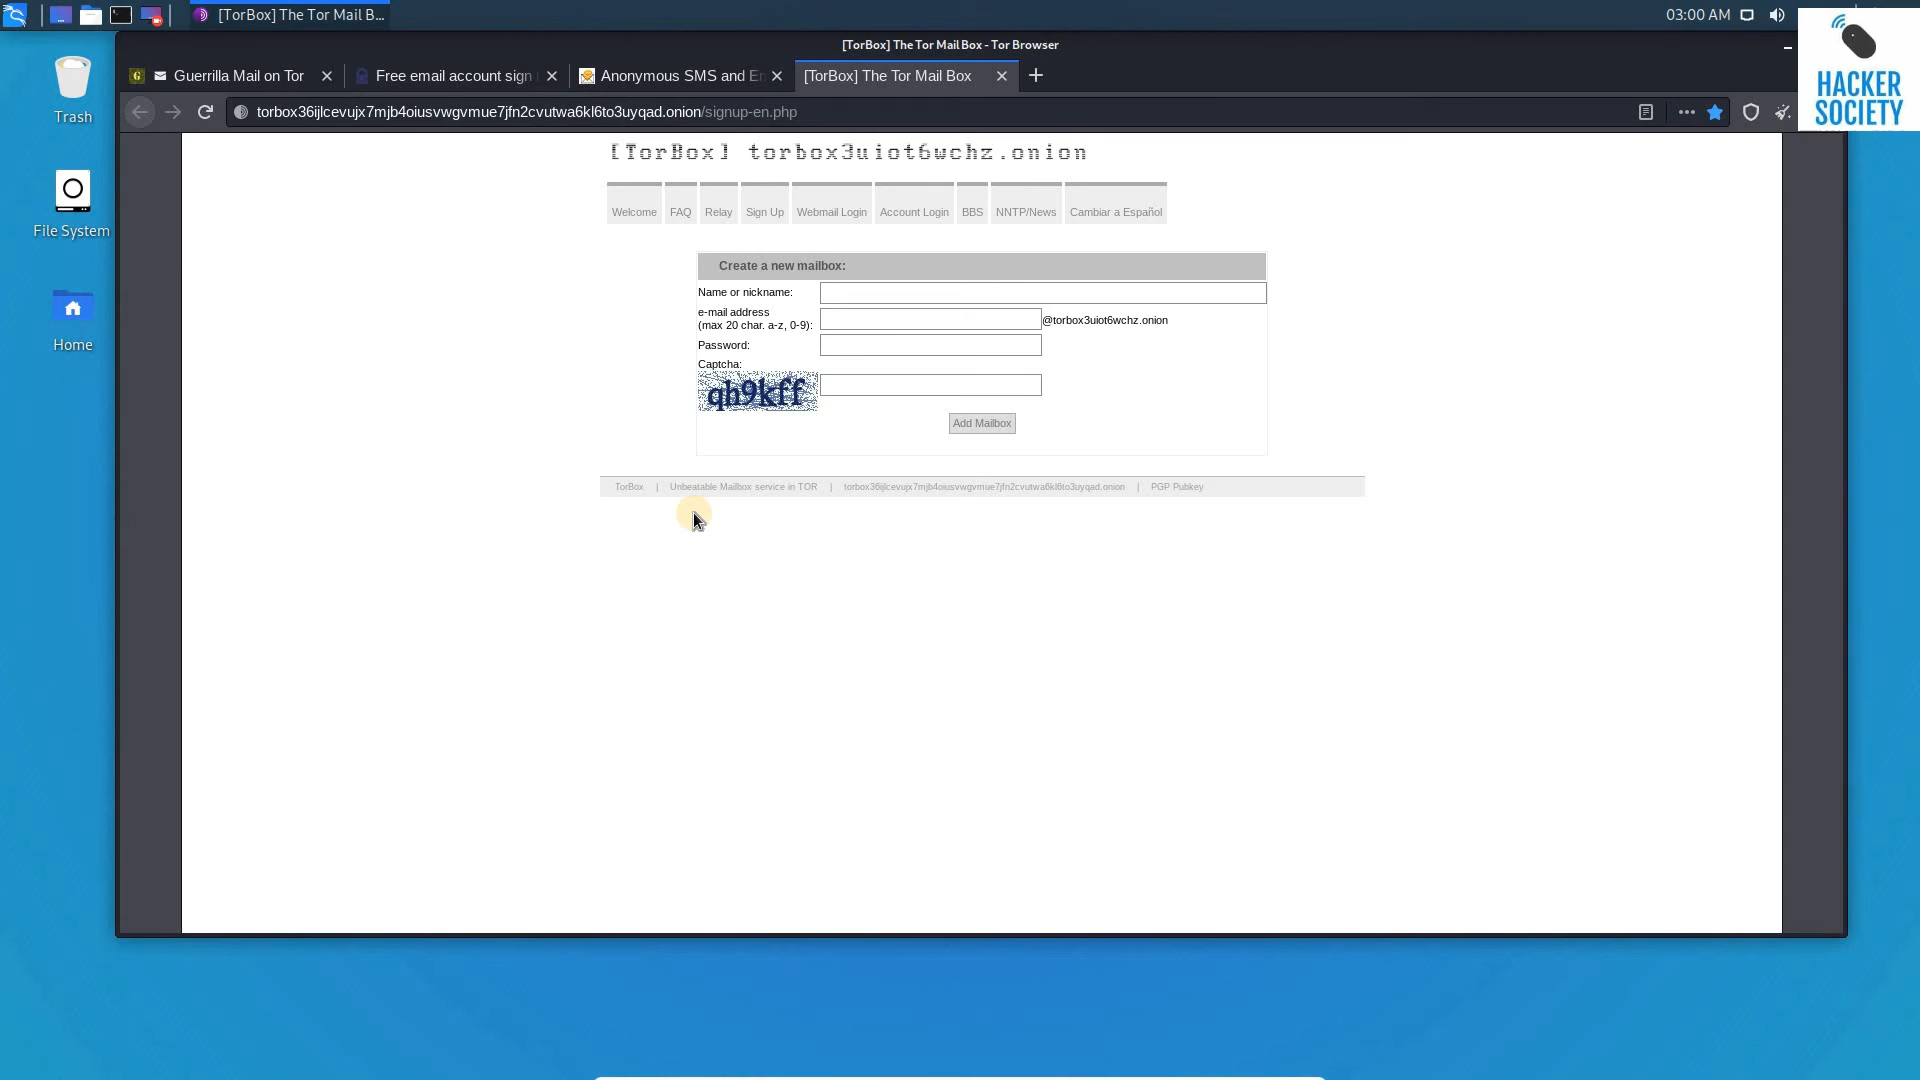 [TorBox] The Tor Mail B...
03:00 AM
HACKER
SOCIETY
[TorBox] The Tor Mail Box - Tor Browser
Guerrilla Mail on Tor
Free email account sign
Anonymous SMS and En
[TorBox] The Tor Mail Box
torbox36ijlcevujx7mjb4oiusvwgvmue7jfn2cvutwa6kl6to3uyqad.onion/signup-en.php
Trash
File System
Home
[TorBox] torbox3uiot6wchz.onion
Welcome
FAQ
Relay
Sign Up
Webmail Login
Account Login
BBS
NNTP/News
Cambiar a Español
Create a new mailbox:
Name or nickname:
e-mail address
(max 20 char. a-z, 0-9):
@torbox3uiot6wchz.onion
Password:
Captcha:
qh9kff
Add Mailbox
TorBox | Unbeatable Mailbox service in TOR | torbox36ijlcevujx7mjb4oiusvwgvmue7jfn2cvutwa6kl6to3uyqad.onion | PGP Pubkey